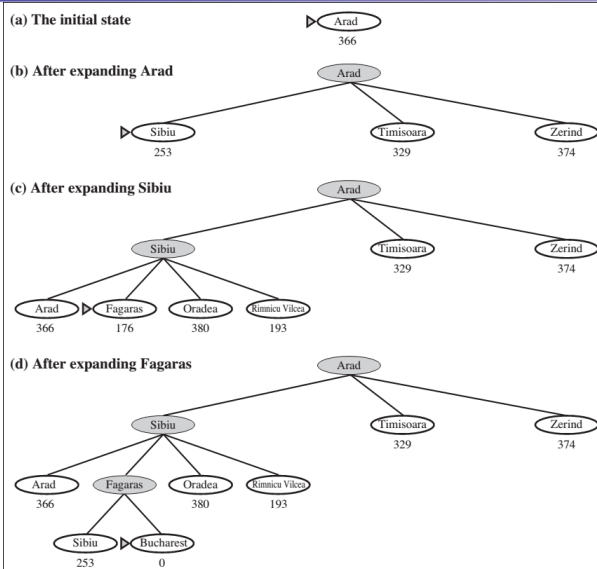 (a) The initial state
Arad
366
(b) After expanding Arad
Arad
Sibiu Timisoara Zerind
253 329 374
(c) After expanding Sibiu
Arad
Sibiu Timisoara Zerind
329 374
Arad Fagaras Oradea Rimnicu Vilcea
366 176 380 193
(d) After expanding Fagaras
Arad
Sibiu Timisoara Zerind
329 374
Arad Fagaras Oradea Rimnicu Vilcea
366 380 193
Sibiu Bucharest
253 0